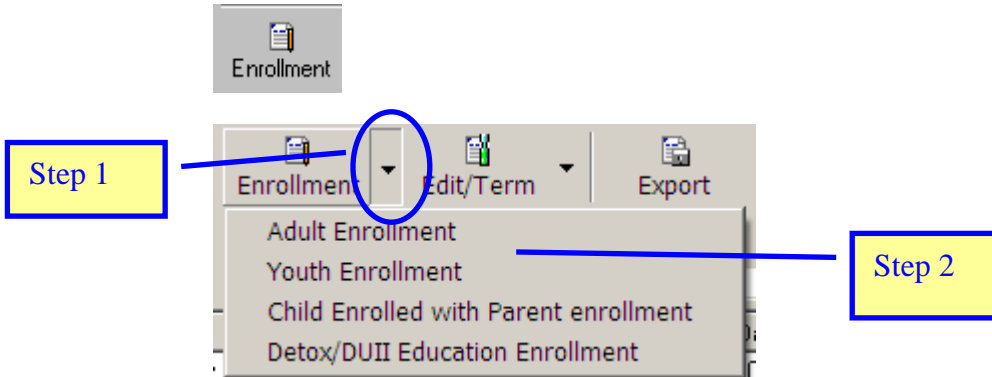 Enrollment
Step 1
Enrollment Edit/Term Export
Adult Enrollment
Youth Enrollment
Step 2
Child Enrolled with Parent enrollment
Detox/DUII Education Enrollment